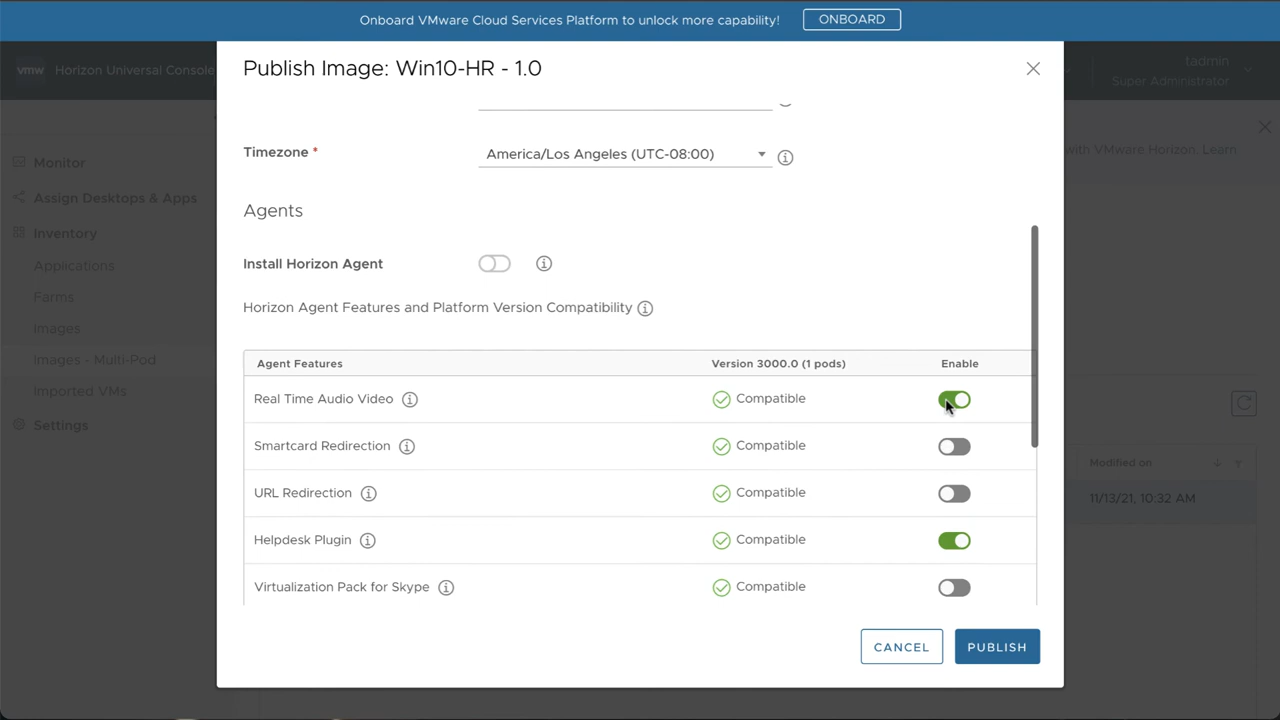 Onboard VMware Cloud Services Platform to unlock more capability! ONBOARD
vmw Horizon Universal Console
tadmin
Super Administrator
Publish Image: Win10-HR - 1.0
with VMware Horizon. Learn
Monitor
Assign Desktops & Apps
Inventory
Applications
Farms
Images
Images - Multi-Pod
Imported VMs
Settings
Timezone * America/Los Angeles (UTC-08:00)
Agents
Install Horizon Agent
Horizon Agent Features and Platform Version Compatibility
Agent Features Version 3000.0 (1 pods) Enable
Real Time Audio Video Compatible
Smartcard Redirection Compatible
URL Redirection Compatible
Helpdesk Plugin Compatible
Virtualization Pack for Skype Compatible
Modified on
11/13/21, 10:32 AM
CANCEL PUBLISH